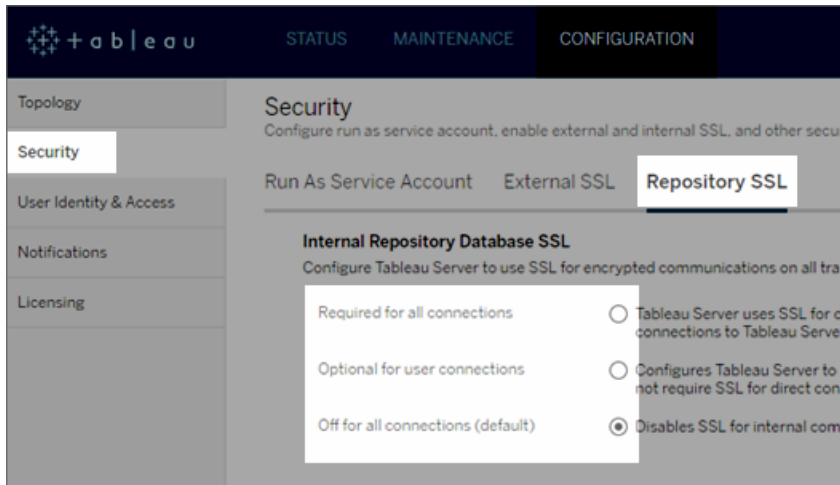 +ableau
STATUS MAINTENANCE CONFIGURATION
Topology
Security
User Identity & Access
Notifications
Licensing
Security
Configure run as service account, enable external and internal SSL, and other secu
Run As Service Account External SSL Repository SSL
Internal Repository Database SSL
Configure Tableau Server to use SSL for encrypted communications on all tra
Required for all connections Tableau Server uses SSL for c
connections to Tableau Serve
Optional for user connections Configures Tableau Server to
not require SSL for direct con
Off for all connections (default) Disables SSL for internal com